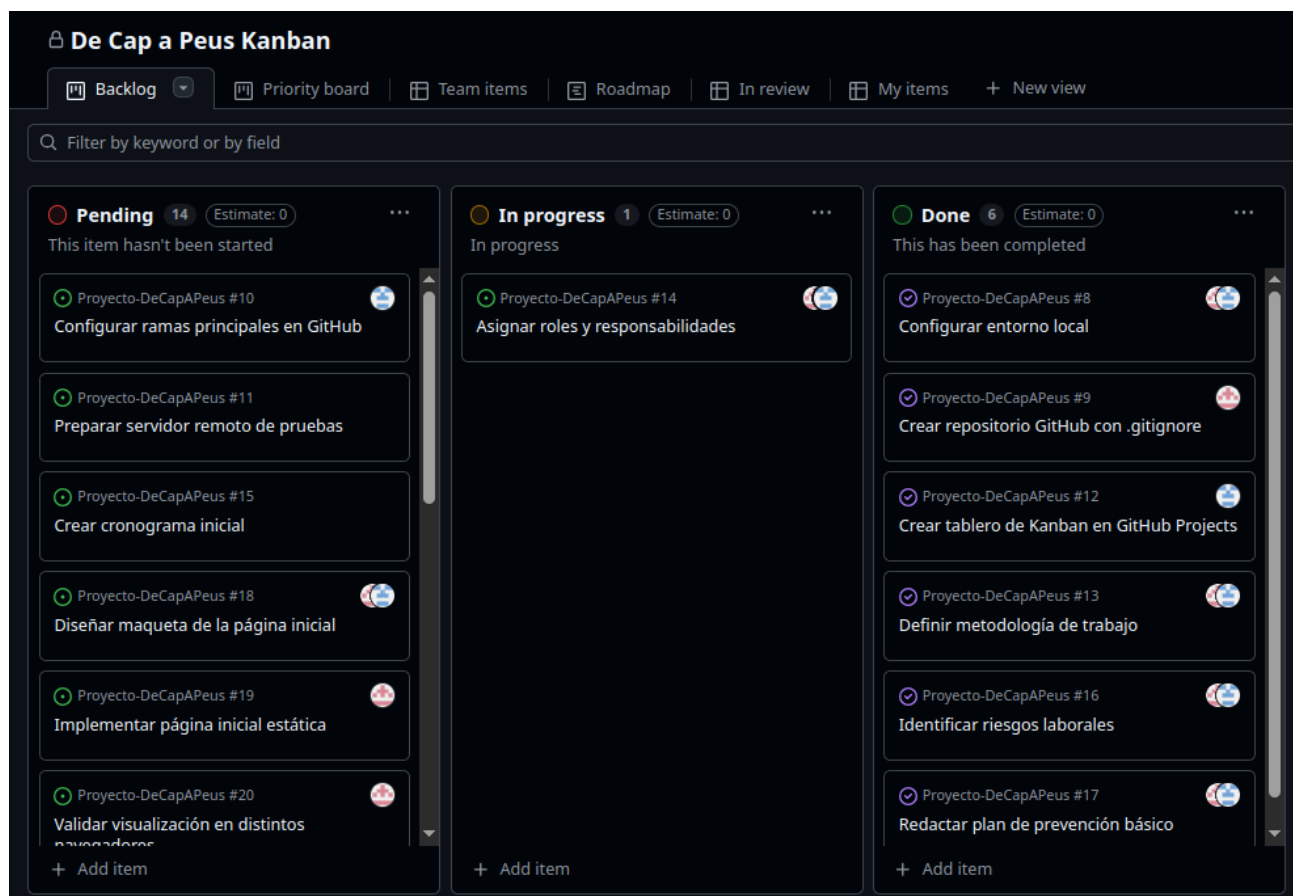 De Cap a Peus Kanban
Backlog
Priority board
Team items
Roadmap
In review
My items
+ New view
Filter by keyword or by field
Pending 14 Estimate: 0 ...
This item hasn't been started
Proyecto-DeCapAPeus #10
Configurar ramas principales en GitHub
Proyecto-DeCapAPeus #11
Preparar servidor remoto de pruebas
Proyecto-DeCapAPeus #15
Crear cronograma inicial
Proyecto-DeCapAPeus #18
Diseñar maqueta de la página inicial
Proyecto-DeCapAPeus #19
Implementar página inicial estática
Proyecto-DeCapAPeus #20
Validar visualización en distintos
navegadores
+ Add item
In progress 1 Estimate: 0 ...
In progress
Proyecto-DeCapAPeus #14
Asignar roles y responsabilidades
+ Add item
Done 6 Estimate: 0 ...
This has been completed
Proyecto-DeCapAPeus #8
Configurar entorno local
Proyecto-DeCapAPeus #9
Crear repositorio GitHub con .gitignore
Proyecto-DeCapAPeus #12
Crear tablero de Kanban en GitHub Projects
Proyecto-DeCapAPeus #13
Definir metodología de trabajo
Proyecto-DeCapAPeus #16
Identificar riesgos laborales
Proyecto-DeCapAPeus #17
Redactar plan de prevención básico
+ Add item